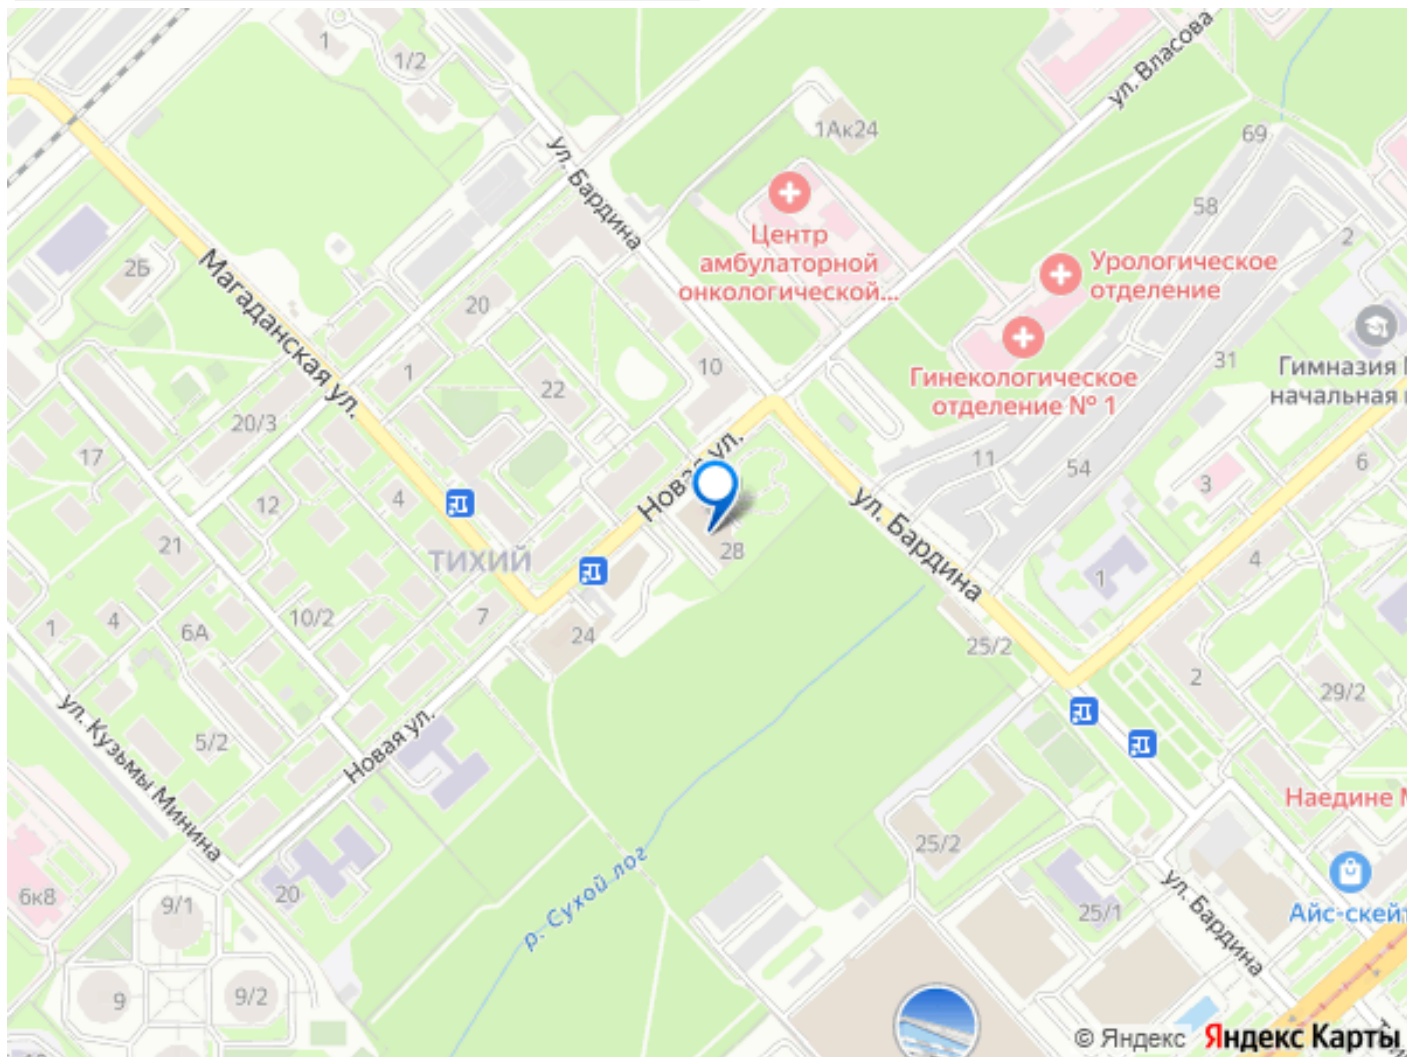 1
1/2
ул. Власова
1Ак24
69
ул. Бардина
58
2
Центр
амбулаторной
онкологической...
Урологическое
отделение
2Б
Магаданская ул.
20
10
1
22
31
Гимназия
начальная
Гинекологическое
отделение № 1
20/3
Новая ул.
17
4
12
11
54
6
3
ул. Бардина
21
ТИХИЙ
28
4
1
10/2
7
24
4
1
6А
25/2
2
29/2
5/2
ул. Кузьмы Минина
Новая ул.
Наедине
25/2
р. Сухой лог
20
6к8
9/1
25/1
ул. Бардина
Айс-скейт
9
9/2
© Яндекс Яндекс Карты